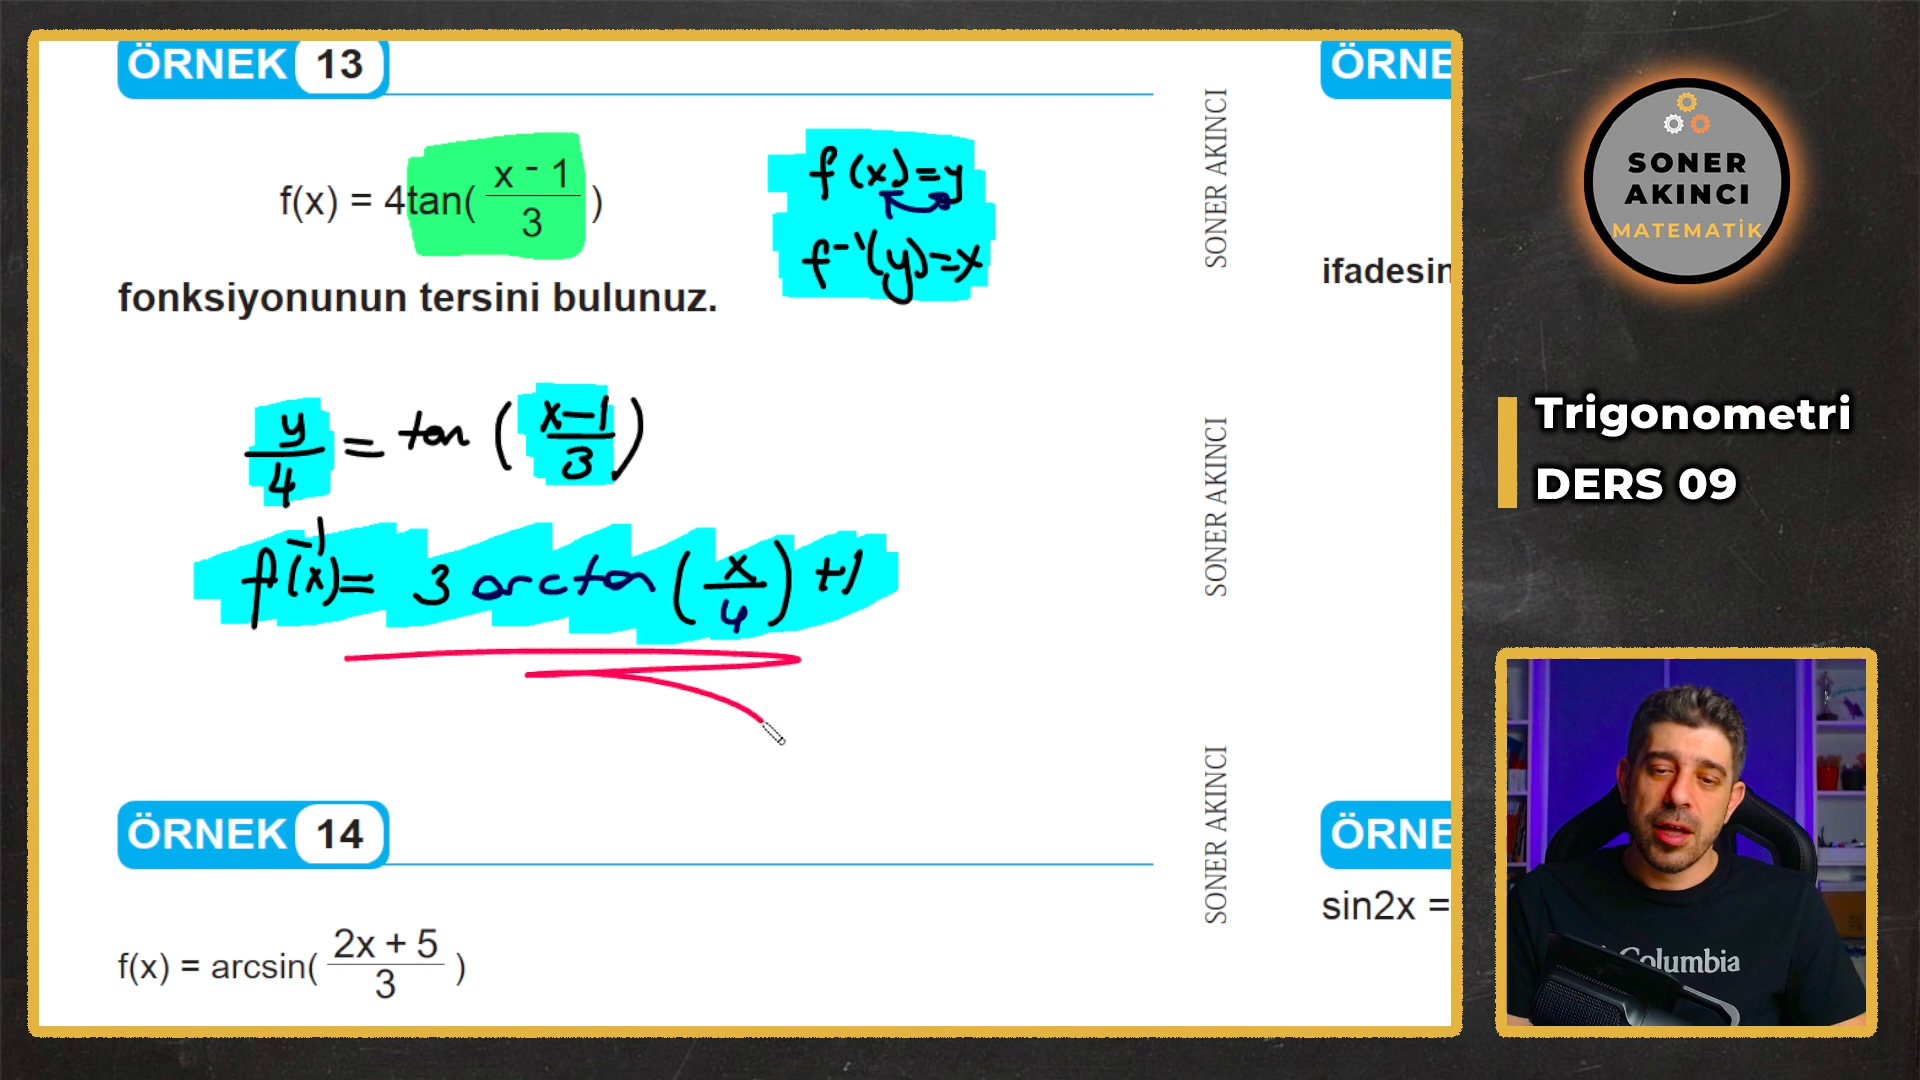 ÖRNEK 13
f(x) = 4tan( x - 1 / 3 )
fonksiyonunun tersini bulunuz.
f(x)=y
f⁻¹(y)=x
y/4 = tan (x-1/3)
f⁻¹(x)= 3 arctan (x/4) +1
ÖRNEK 14
f(x) = arcsin( 2x + 5 / 3 )
SONER AKINCI
SONER AKINCI
SONER AKINCI
ÖRNE
ifadesin
ÖRNE
sin2x =
SONER
AKINCI
MATEMATİK
Trigonometri
DERS 09
Columbia